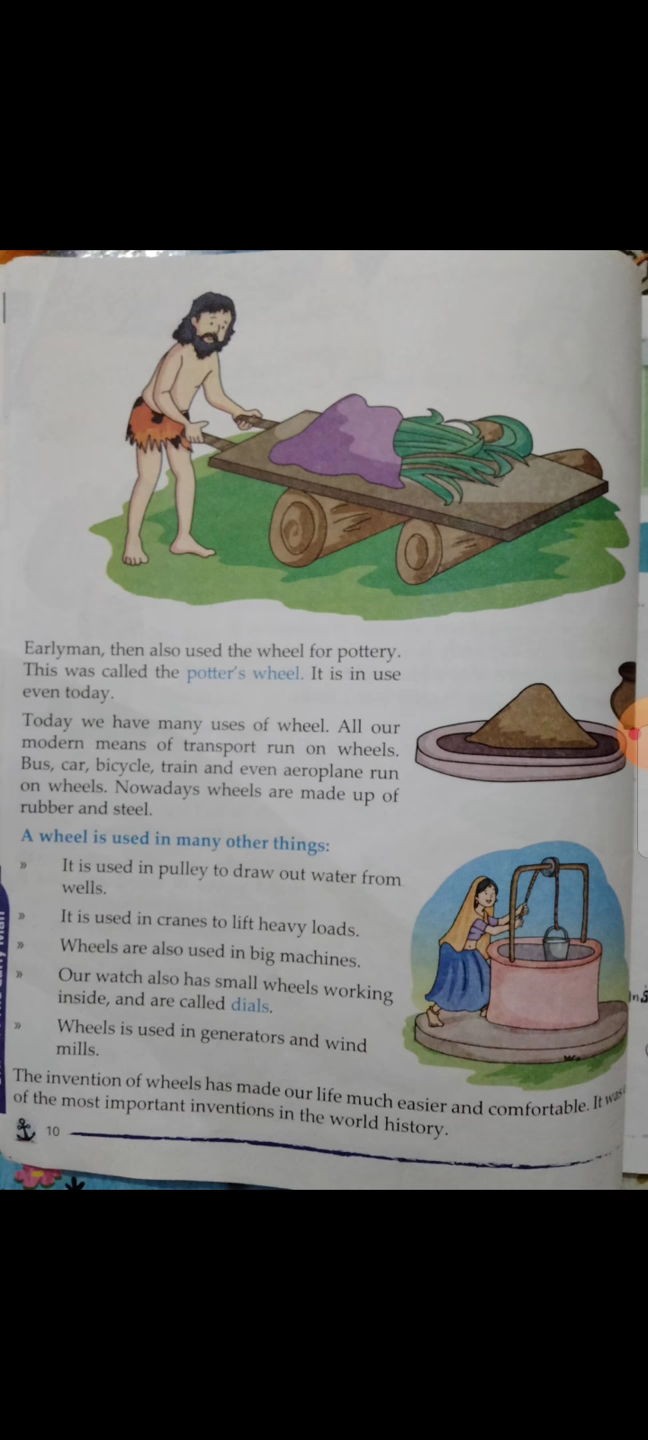 Earlyman, then also used the wheel for pottery.
This was called the potter's wheel. It is in use
even today.
Today we have many uses of wheel. All our
modern means of transport run on wheels.
Bus, car, bicycle, train and even aeroplane run
on wheels. Nowadays wheels are made up of
rubber and steel.
A wheel is used in many other things:
» It is used in pulley to draw out water from
wells.
» It is used in cranes to lift heavy loads.
» Wheels are also used in big machines.
» Our watch also has small wheels working
inside, and are called dials.
» Wheels is used in generators and wind
mills.
The invention of wheels has made our life much easier and comfortable. It was
of the most important inventions in the world history.
10